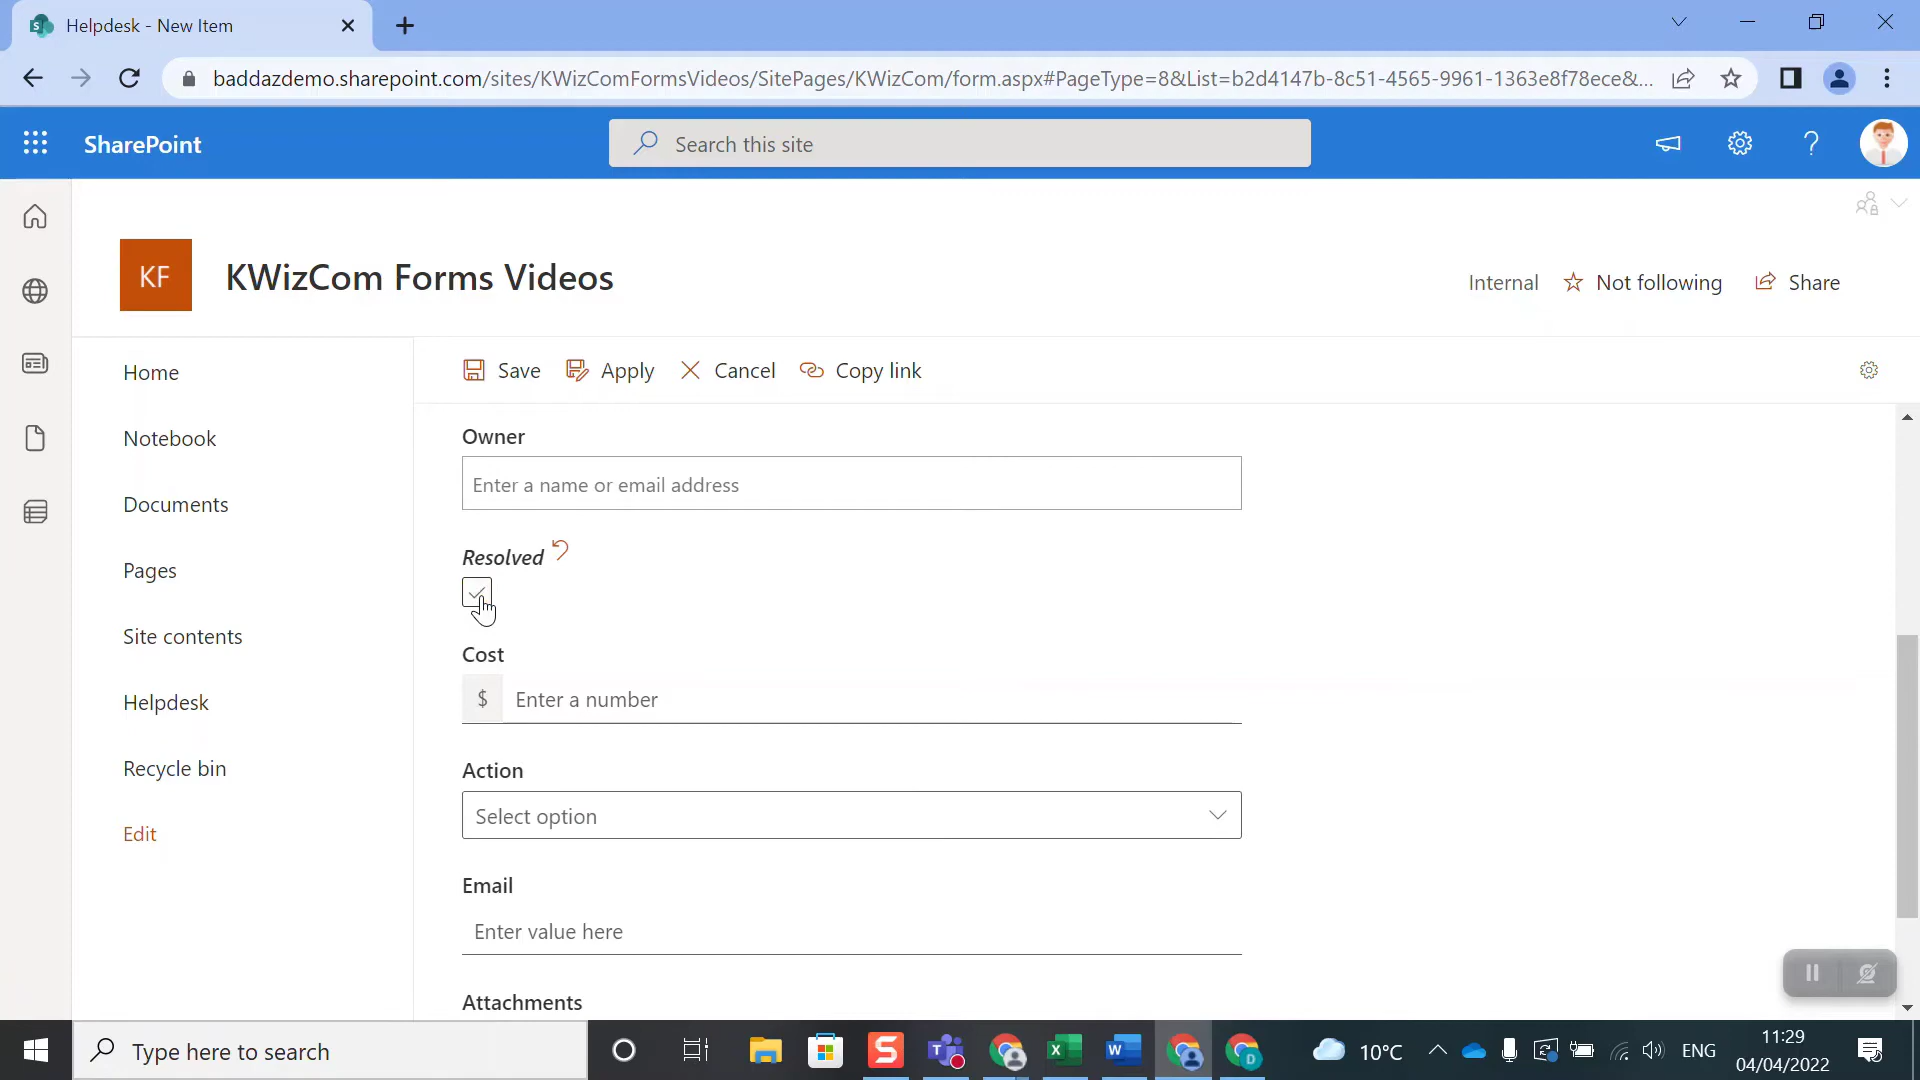 Helpdesk - New Item
baddazdemo.sharepoint.com/sites/KWizComFormsVideos/SitePages/KWizCom/form.aspx#PageType=8&List=b2d4147b-8c51-4565-9961-1363e8f78ece&...
SharePoint
Search this site
KF
KWizCom Forms Videos
Internal
Not following
Share
Home
Notebook
Documents
Pages
Site contents
Helpdesk
Recycle bin
Edit
Save
Apply
Cancel
Copy link
Owner
Enter a name or email address
Resolved
Cost
$
Enter a number
Action
Select option
Email
Enter value here
Attachments
Type here to search
10°C
ENG
11:29
04/04/2022